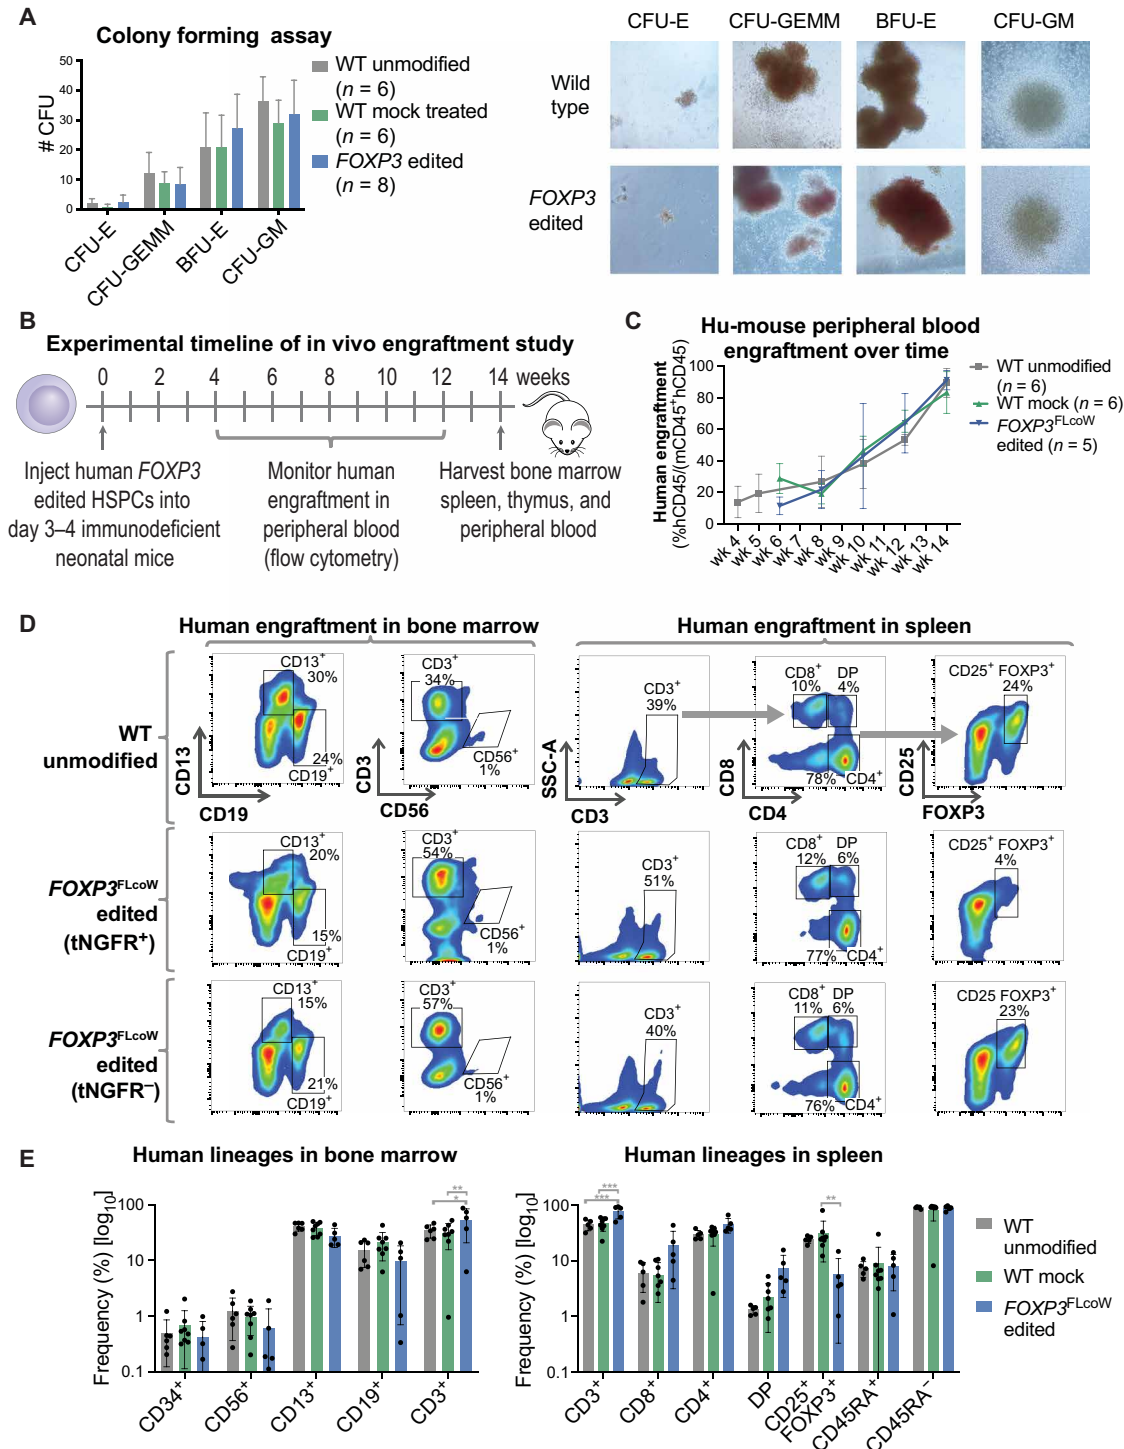 A
Colony forming assay
# CFU
50
40
30
20
10
0
CFU-E
CFU-GEMM
BFU-E
CFU-GM
WT unmodified
(n = 6)
WT mock treated
(n = 6)
FOXP3 edited
(n = 8)
CFU-E
CFU-GEMM
BFU-E
CFU-GM
Wild
type
FOXP3
edited
B
Experimental timeline of in vivo engraftment study
0 2 4 6 8 10 12 14 weeks
Inject human FOXP3
edited HSPCs into
day 3–4 immunodeficient
neonatal mice
Monitor human
engraftment in
peripheral blood
(flow cytometry)
Harvest bone marrow
spleen, thymus, and
peripheral blood
C
Hu-mouse peripheral blood
engraftment over time
Human engraftment
(%hCD45/(mCD45⁺hCD45)
100
80
60
40
20
0
wk 4
wk 5
wk 6
wk 7
wk 8
wk 9
wk 10
wk 11
wk 12
wk 13
wk 14
WT unmodified
(n = 6)
WT mock (n = 6)
FOXP3ᶠᴸᶜᵒᵂ
edited (n = 5)
D
Human engraftment in bone marrow
Human engraftment in spleen
WT
unmodified
CD13⁺
30%
24%
CD19⁺
CD13
CD19
CD3⁺
34%
CD56⁺
1%
CD3
CD56
CD3⁺
39%
SSC-A
CD3
CD8⁺
10%
DP
4%
78%
CD4⁺
CD8
CD4
CD25⁺ FOXP3⁺
24%
CD25
FOXP3
FOXP3ᶠᴸᶜᵒᵂ
edited
(tNGFR⁺)
CD13⁺
20%
15%
CD19⁺
CD3⁺
54%
CD56⁺
1%
CD3⁺
51%
CD8⁺
12%
DP
6%
77%
CD4⁺
CD25⁺ FOXP3⁺
4%
FOXP3ᶠᴸᶜᵒᵂ
edited
(tNGFR⁻)
CD13⁺
15%
21%
CD19⁺
CD3⁺
57%
CD56⁺
1%
CD3⁺
40%
CD8⁺
11%
DP
6%
76%
CD4⁺
CD25 FOXP3⁺
23%
E
Human lineages in bone marrow
Frequency (%) [log₁₀]
100
10
1
0.1
** 
*
CD34⁺
CD56⁺
CD13⁺
CD19⁺
CD3⁺
Human lineages in spleen
Frequency (%) [log₁₀]
100
10
1
0.1
***
***
**
CD3⁺
CD8⁺
CD4⁺
DP
CD25⁺
FOXP3⁺
CD45RA⁺
CD45RA⁻
WT
unmodified
WT mock
FOXP3ᶠᴸᶜᵒᵂ
edited